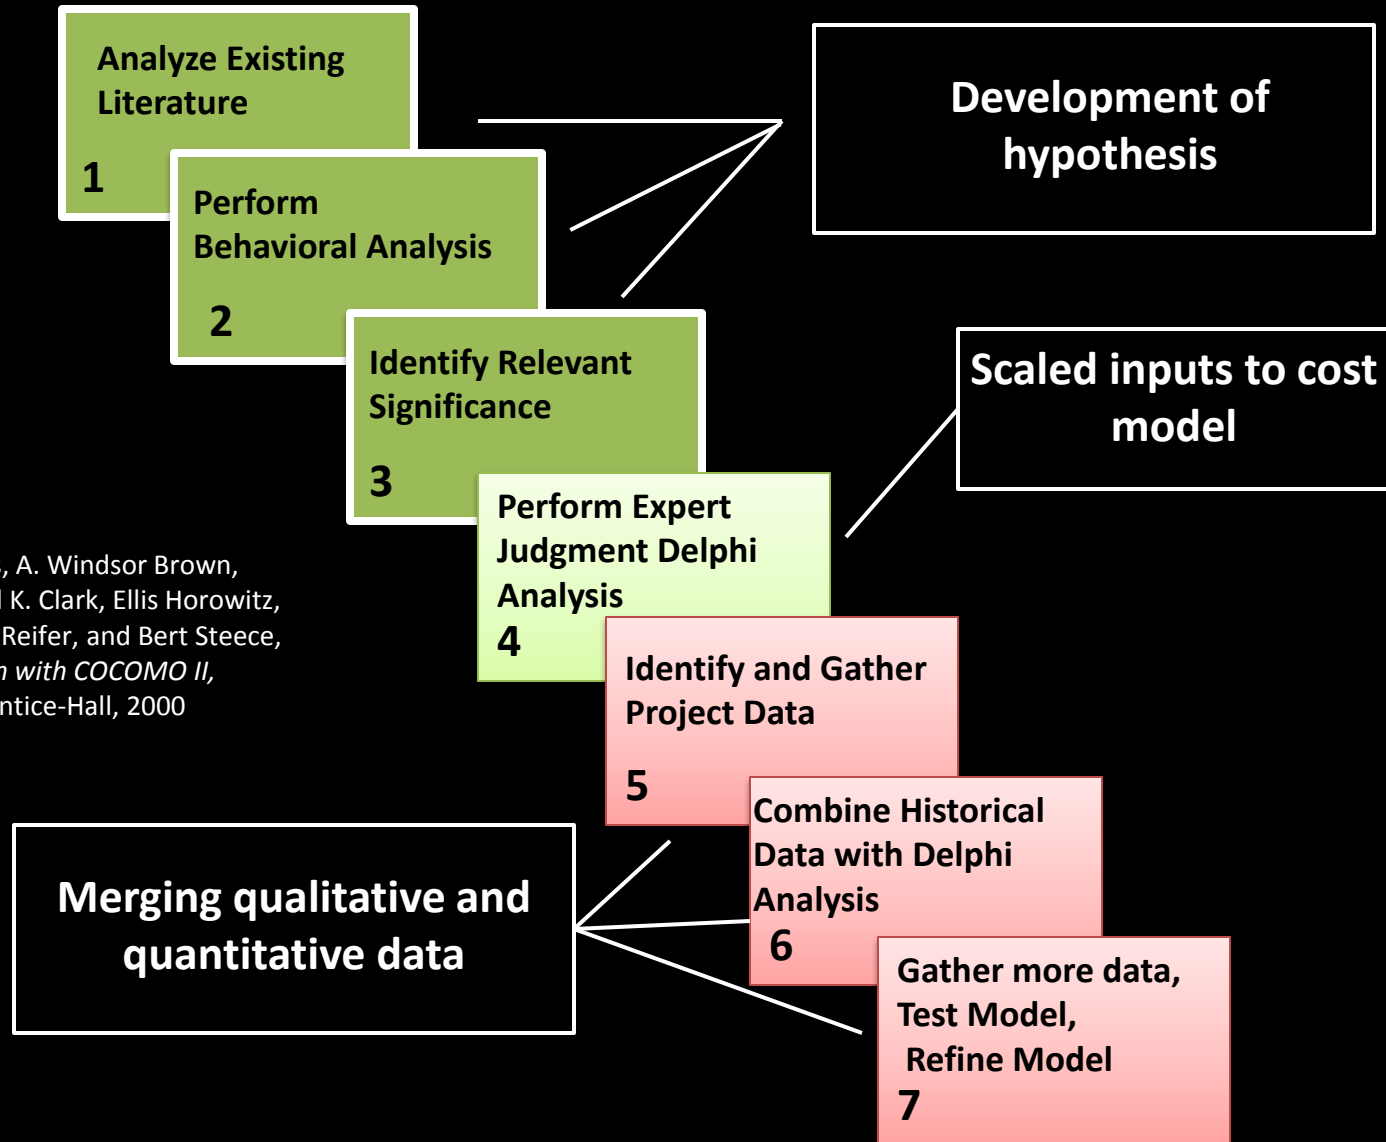 Analyze Existing
Literature
1
Perform
Behavioral Analysis
2
Identify Relevant
Significance
3
Perform Expert
Judgment Delphi
Analysis
4
Identify and Gather
Project Data
5
Combine Historical
Data with Delphi
Analysis
6
Gather more data,
Test Model,
Refine Model
7
Development of
hypothesis
Scaled inputs to cost
model
A. Windsor Brown,
K. Clark, Ellis Horowitz,
Reifer, and Bert Steece,
with COCOMO II,
ntice-Hall, 2000
Merging qualitative and
quantitative data